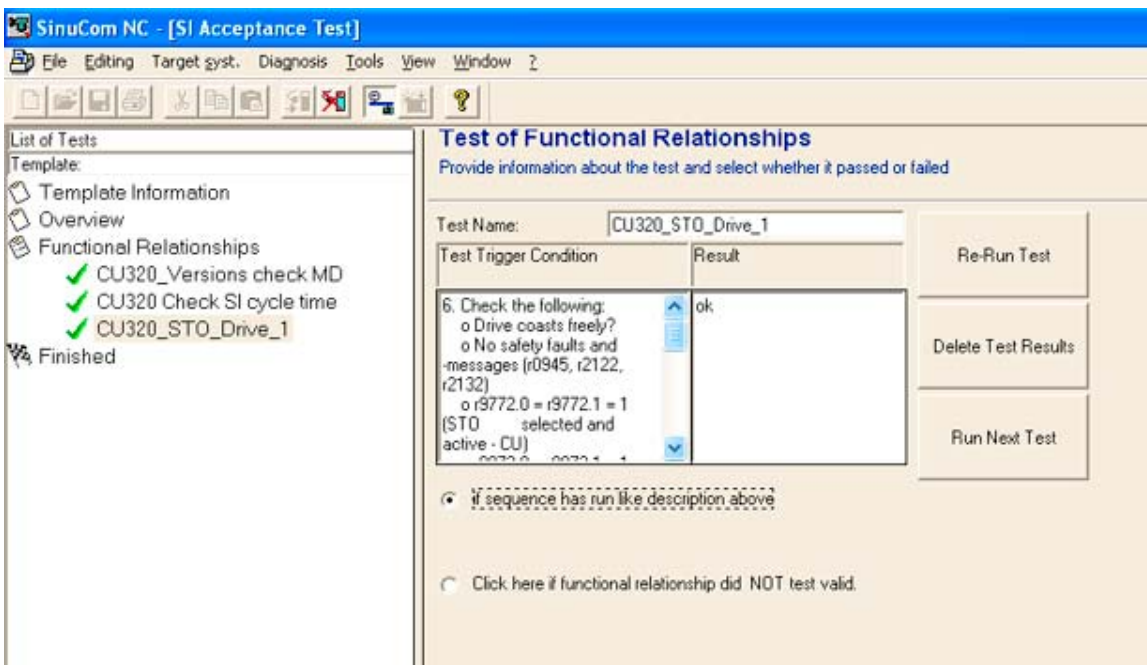 SinuCom NC - [SI Acceptance Test]
File Editing Target syst. Diagnosis Tools View Window ?
List of Tests
Template:
Template Information
Overview
Functional Relationships
CU320_Versions check MD
CU320 Check SI cycle time
CU320_STO_Drive_1
Finished
Test of Functional Relationships
Provide information about the test and select whether it passed or failed
Test Name: CU320_STO_Drive_1
Test Trigger Condition Result
6. Check the following: ok
o Drive coasts freely?
o No safety faults and
-messages (r0945, r2122,
r2132)
o r9772.0 = r9772.1 = 1
(STO selected and
active - CU)
Re-Run Test
Delete Test Results
Run Next Test
if sequence has run like description above
Click here if functional relationship did NOT test valid.